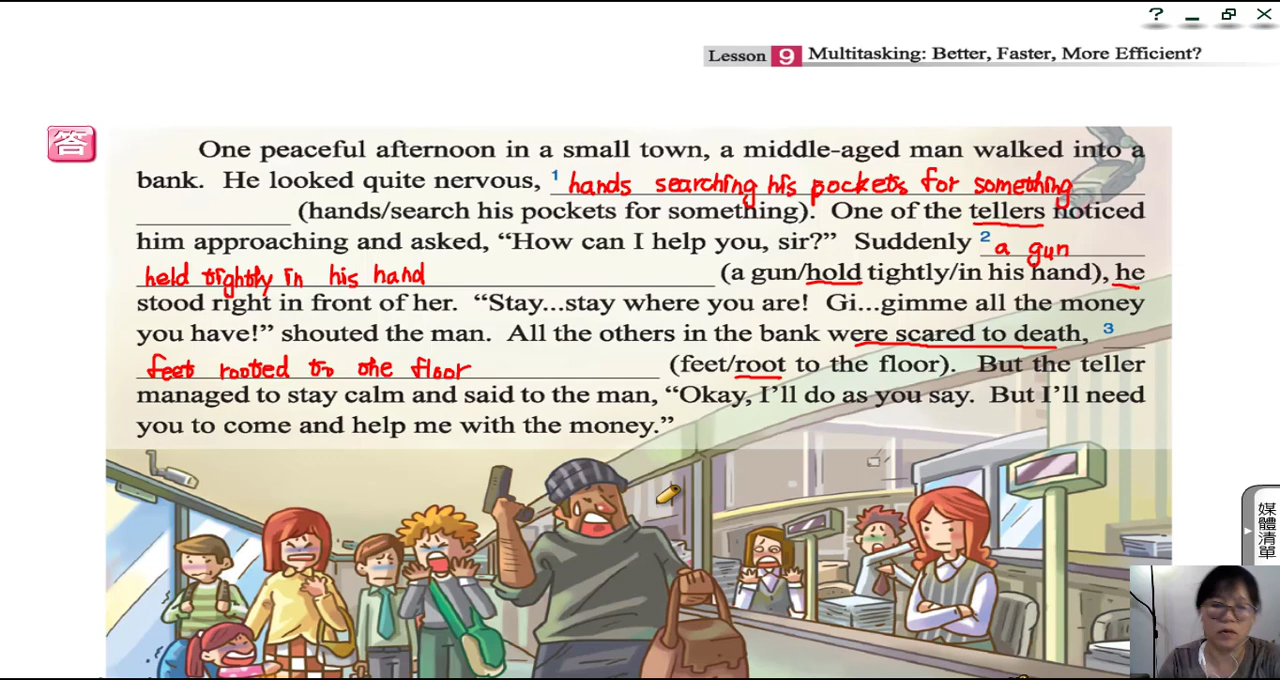 Lesson 9 Multitasking: Better, Faster, More Efficient?
答
One peaceful afternoon in a small town, a middle-aged man walked into a
bank. He looked quite nervous, 1 hands searching his pockets for something
(hands/search his pockets for something). One of the tellers noticed
him approaching and asked, “How can I help you, sir?” Suddenly 2 a gun
held tightly in his hand (a gun/hold tightly/in his hand), he
stood right in front of her. “Stay...stay where you are! Gi...gimme all the money
you have!” shouted the man. All the others in the bank were scared to death, 3
feet rooted to the floor (feet/root to the floor). But the teller
managed to stay calm and said to the man, “Okay, I’ll do as you say. But I’ll need
you to come and help me with the money.”
媒體清單